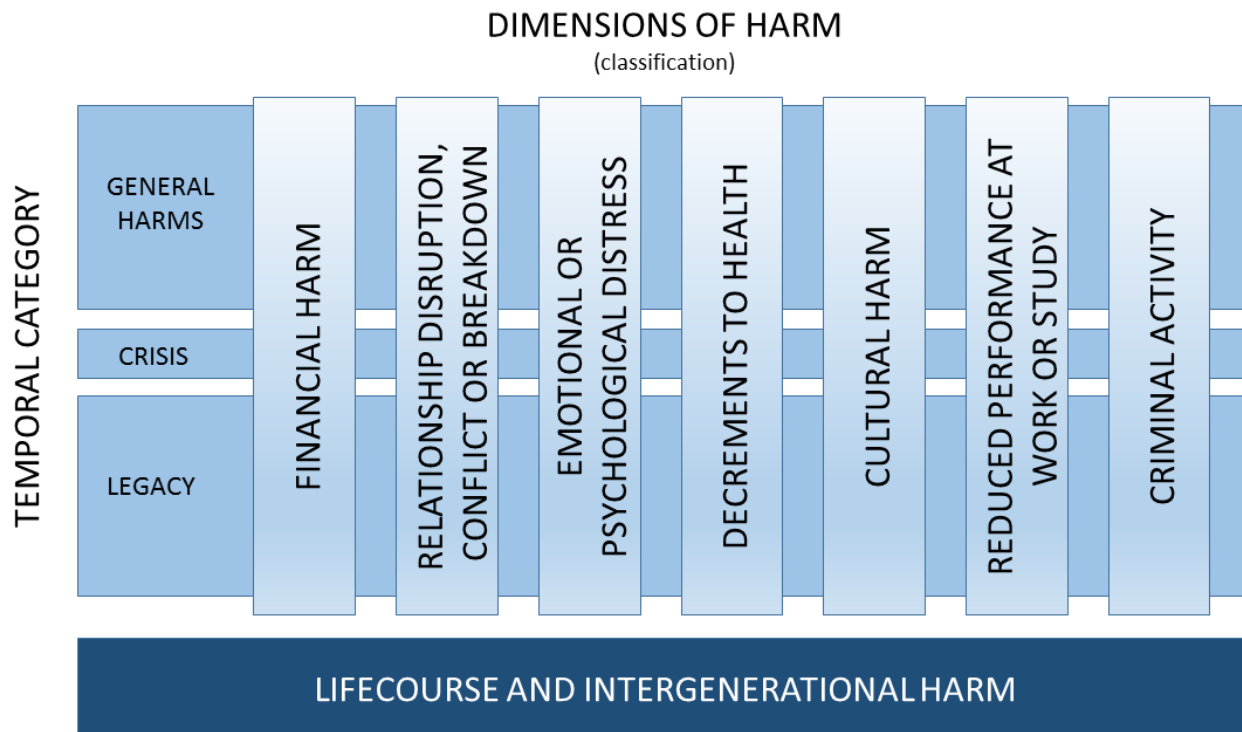 DIMENSIONS OF HARM
(classification)
TEMPORAL CATEGORY
GENERAL
HARMS
CRISIS
LEGACY
FINANCIAL HARM
RELATIONSHIP DISRUPTION,
CONFLICT OR BREAKDOWN
EMOTIONAL OR
PSYCHOLOGICAL DISTRESS
DECREMENTS TO HEALTH
CULTURAL HARM
REDUCED PERFORMANCE AT
WORK OR STUDY
CRIMINAL ACTIVITY
LIFECOURSE AND INTERGENERATIONAL HARM